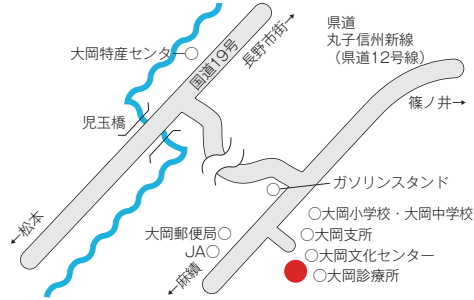 県道
丸子信州新線
（県道12号線）
長野市街→
国道19号
大岡特産センター○
児玉橋
篠ノ井→
ガソリンスタンド
○大岡小学校・大岡中学校
○大岡支所
大岡郵便局○
JA○
○大岡文化センター
○大岡診療所
←松本
←麻績